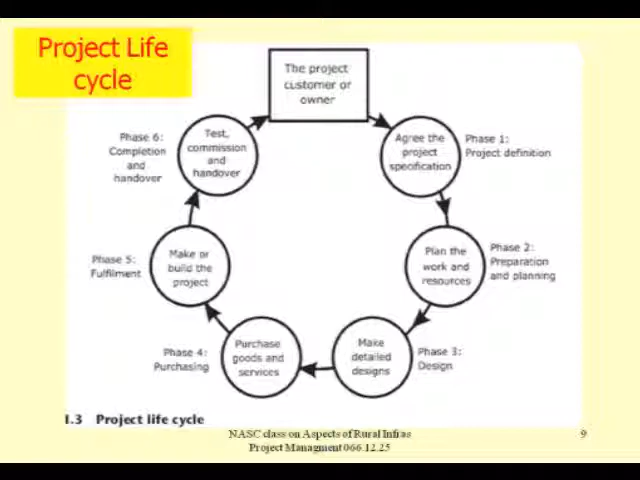 Project Life
cycle
The project
customer or
owner
Agree the
project
specification
Phase 1:
Project definition
Plan the
work and
resources
Phase 2:
Preparation
and planning
Make
detailed
designs
Phase 3:
Design
Purchase
goods and
services
Phase 4:
Purchasing
Make or
build the
project
Phase 5:
Fulfilment
Test,
commission
and
handover
Phase 6:
Completion
and
handover
1.3 Project life cycle
NASC class on Aspects of Rural Infras
Project Managment 066.12.25
9